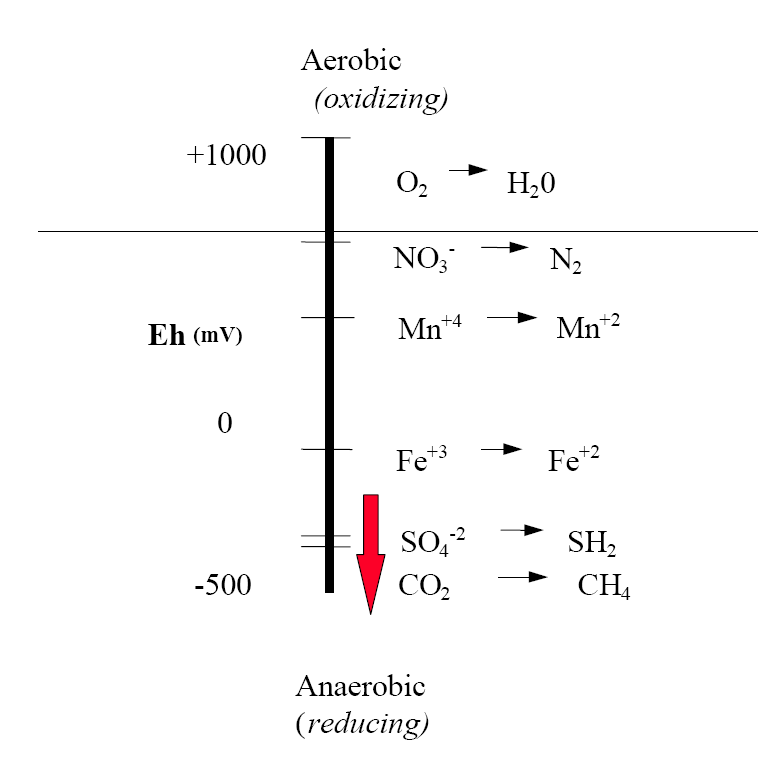 Aerobic
(oxidizing)
+1000
O₂ → H₂0
NO₃⁻ → N₂
Mn⁺⁴ → Mn⁺²
Eh (mV)
0
Fe⁺³ → Fe⁺²
SO₄⁻² → SH₂
-500
CO₂ → CH₄
Anaerobic
(reducing)